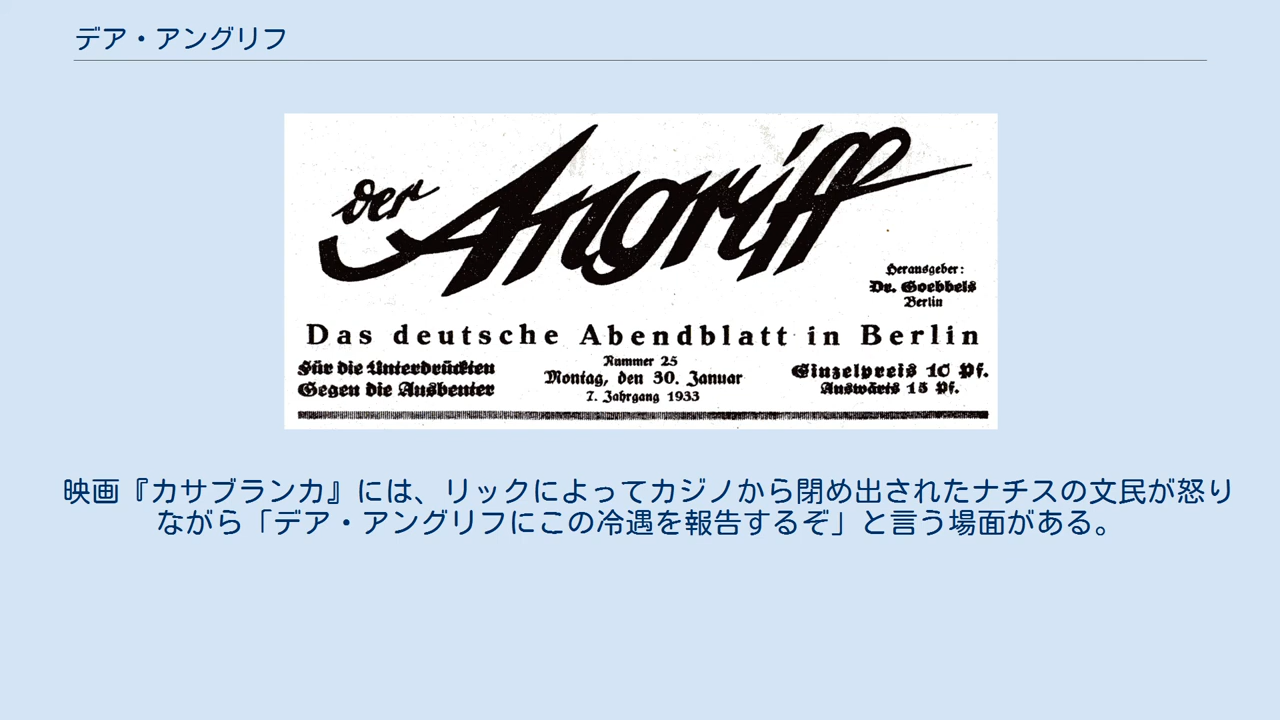 デア・アングリフ
der Angriff
Herausgeber:
Dr. Goebbels
Berlin
Das deutsche Abendblatt in Berlin
Für die Unterdrückten
Gegen die Ausbeuter
Nummer 25
Montag, den 30. Januar
7. Jahrgang 1933
Einzelpreis 10 Pf.
Auswärts 15 Pf.
映画『カサブランカ』には、リックによってカジノから閉め出されたナチスの文民が怒り
ながら「デア・アングリフにこの冷遇を報告するぞ」と言う場面がある。